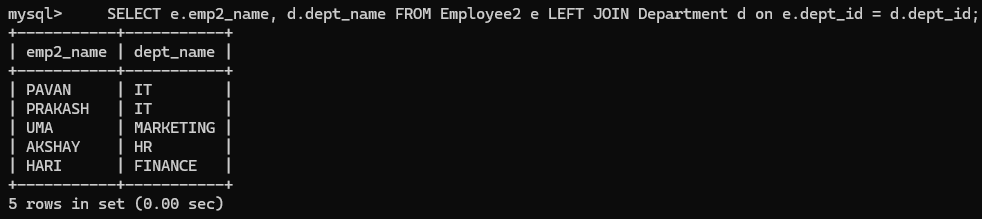 mysql>     SELECT e.emp2_name, d.dept_name FROM Employee2 e LEFT JOIN Department d on e.dept_id = d.dept_id;
+-----------+-----------+
| emp2_name | dept_name |
+-----------+-----------+
| PAVAN     | IT        |
| PRAKASH   | IT        |
| UMA       | MARKETING |
| AKSHAY    | HR        |
| HARI      | FINANCE   |
+-----------+-----------+
5 rows in set (0.00 sec)